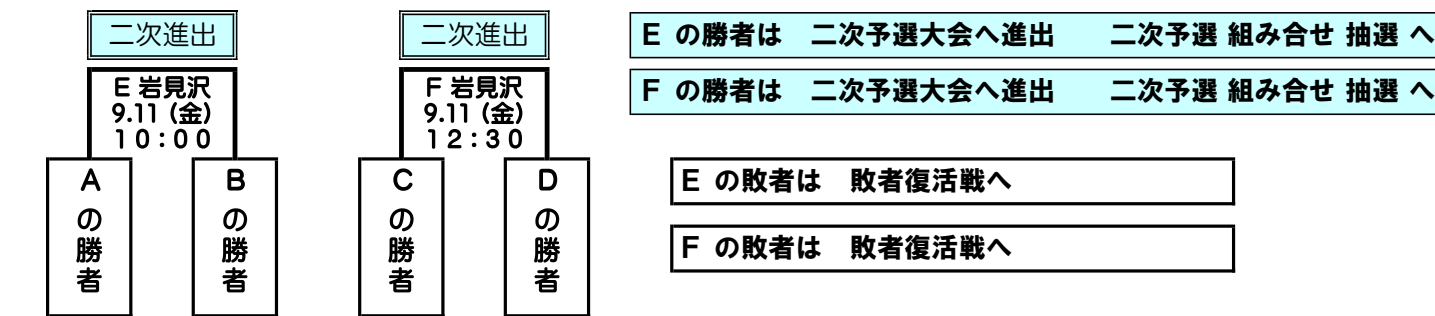 二次進出
二次進出
E の勝者は　二次予選大会へ進出　　二次予選 組み合せ 抽選 へ
F の勝者は　二次予選大会へ進出　　二次予選 組み合せ 抽選 へ
E 岩見沢
9.11 (金)
10：00
F 岩見沢
9.11 (金)
12：30
Aの勝者
Bの勝者
Cの勝者
Dの勝者
E の敗者は　敗者復活戦へ
F の敗者は　敗者復活戦へ